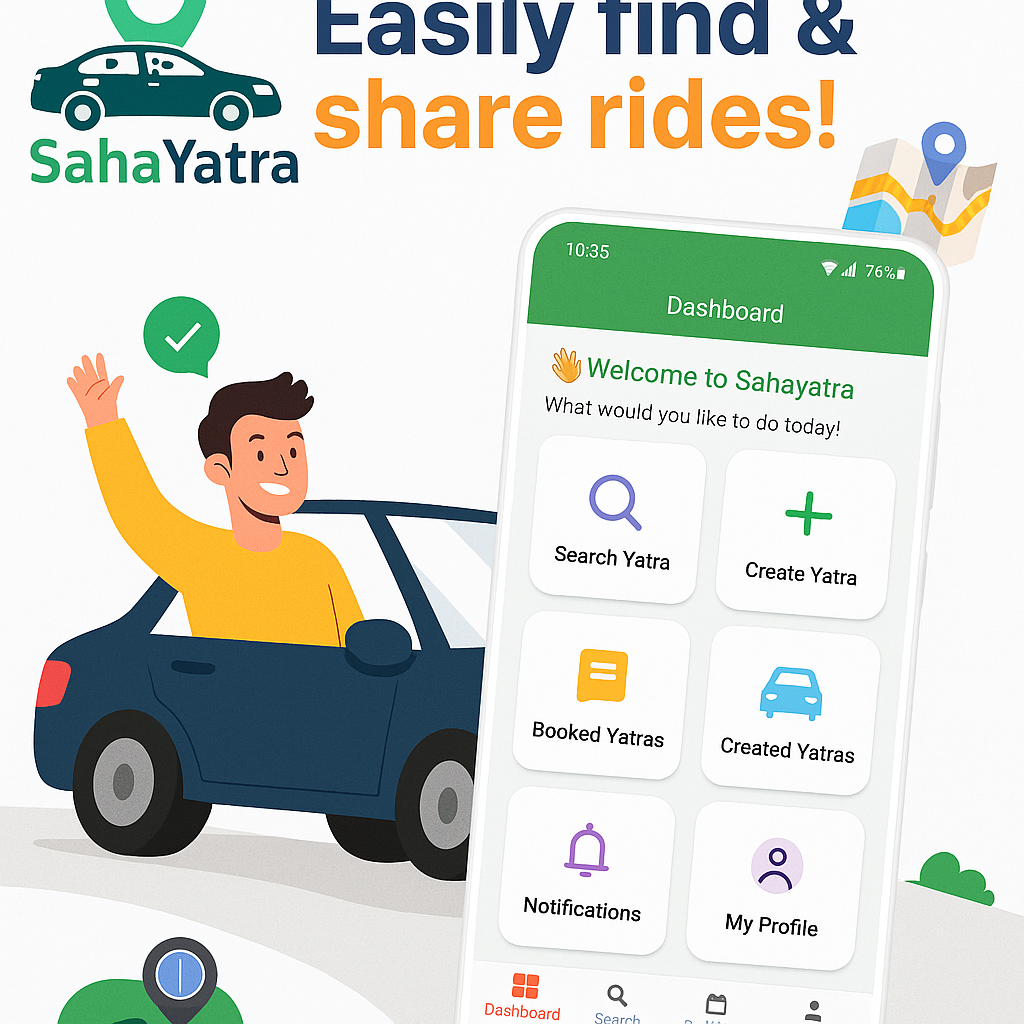 Easily find &
share rides!
SahaYatra
10:35
76%
Dashboard
Welcome to Sahayatra
What would you like to do today!
Search Yatra
Create Yatra
Booked Yatras
Created Yatras
Notifications
My Profile
Dashboard
Search